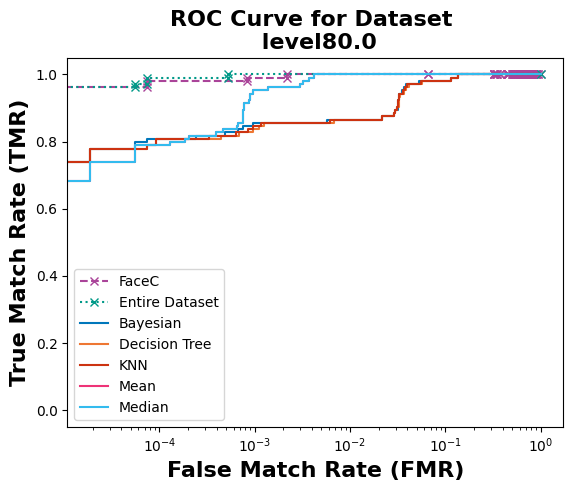 ROC Curve for Dataset
level80.0
True Match Rate (TMR)
1.0
0.8
0.6
0.4
0.2
0.0
FaceC
Entire Dataset
Bayesian
Decision Tree
KNN
Mean
Median
10⁻⁴
10⁻³
10⁻²
10⁻¹
10⁰
False Match Rate (FMR)